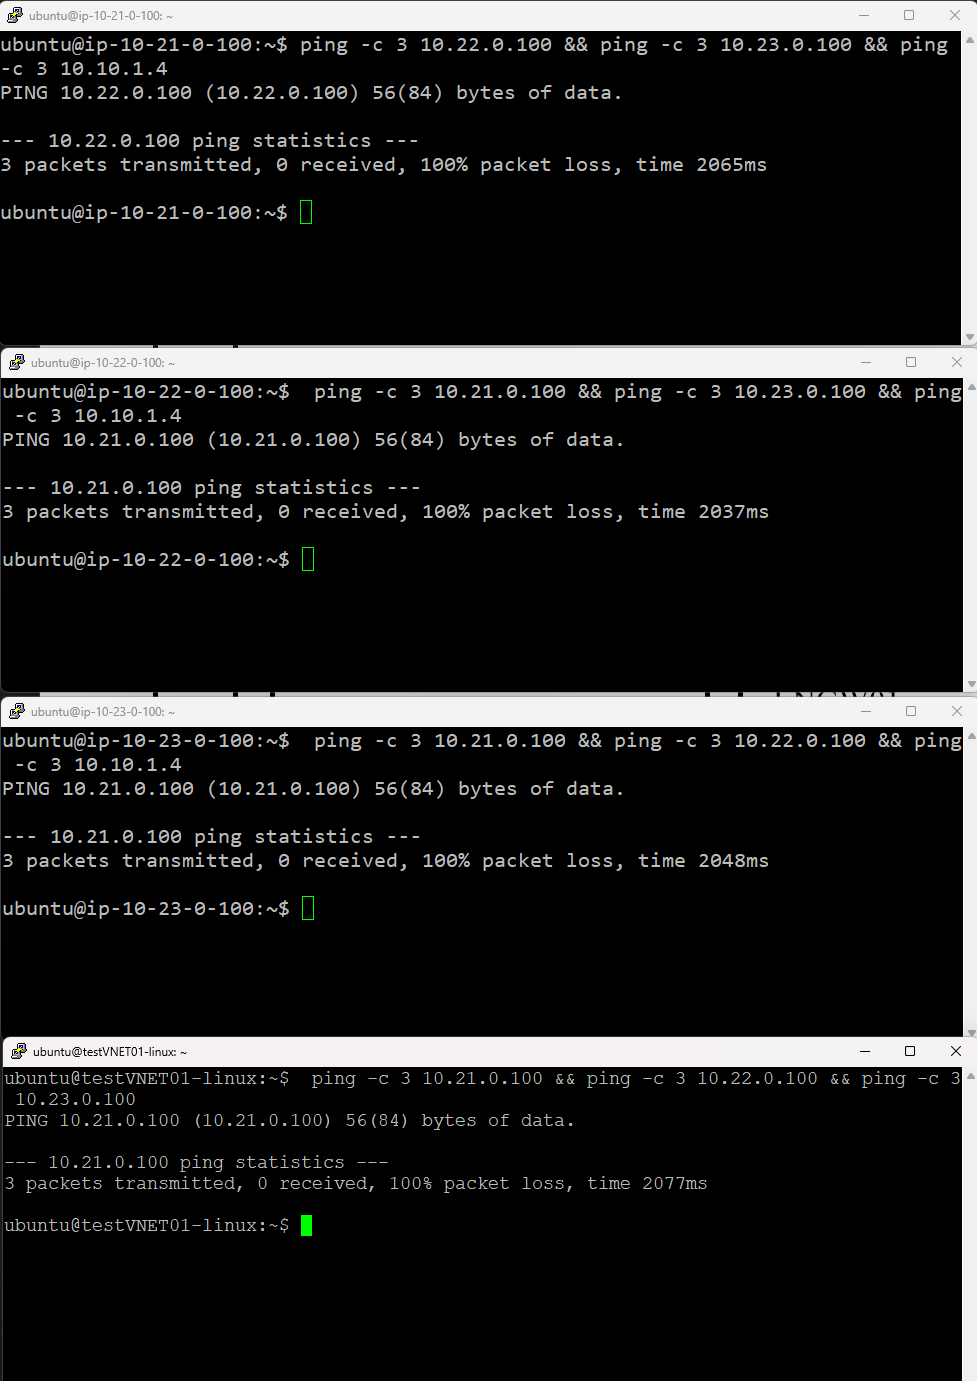 ubuntu@ip-10-21-0-100: ~
ubuntu@ip-10-21-0-100:~$ ping -c 3 10.22.0.100 && ping -c 3 10.23.0.100 && ping
-c 3 10.10.1.4
PING 10.22.0.100 (10.22.0.100) 56(84) bytes of data.
--- 10.22.0.100 ping statistics ---
3 packets transmitted, 0 received, 100% packet loss, time 2065ms
ubuntu@ip-10-21-0-100:~$
ubuntu@ip-10-22-0-100: ~
ubuntu@ip-10-22-0-100:~$  ping -c 3 10.21.0.100 && ping -c 3 10.23.0.100 && ping
 -c 3 10.10.1.4
PING 10.21.0.100 (10.21.0.100) 56(84) bytes of data.
--- 10.21.0.100 ping statistics ---
3 packets transmitted, 0 received, 100% packet loss, time 2037ms
ubuntu@ip-10-22-0-100:~$
ubuntu@ip-10-23-0-100: ~
ubuntu@ip-10-23-0-100:~$  ping -c 3 10.21.0.100 && ping -c 3 10.22.0.100 && ping
 -c 3 10.10.1.4
PING 10.21.0.100 (10.21.0.100) 56(84) bytes of data.
--- 10.21.0.100 ping statistics ---
3 packets transmitted, 0 received, 100% packet loss, time 2048ms
ubuntu@ip-10-23-0-100:~$
ubuntu@testVNET01-linux: ~
ubuntu@testVNET01-linux:~$  ping -c 3 10.21.0.100 && ping -c 3 10.22.0.100 && ping -c 3
 10.23.0.100
PING 10.21.0.100 (10.21.0.100) 56(84) bytes of data.
--- 10.21.0.100 ping statistics ---
3 packets transmitted, 0 received, 100% packet loss, time 2077ms
ubuntu@testVNET01-linux:~$